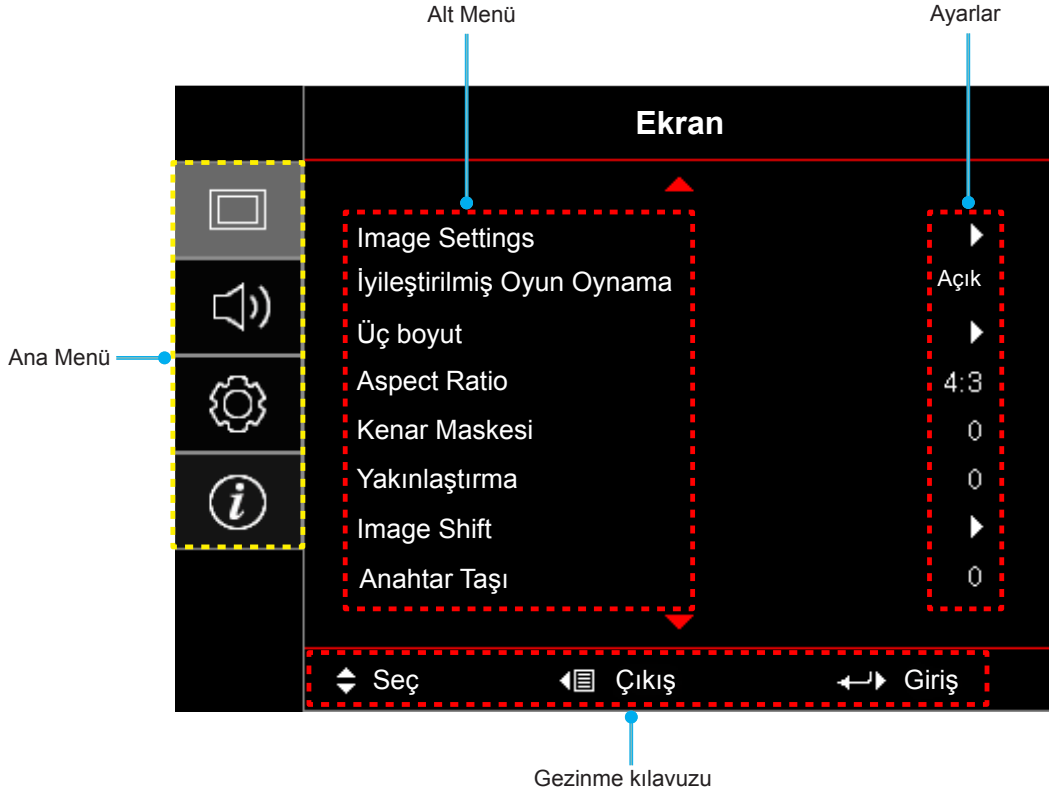 Alt Menü
Ayarlar
Ekran
Image Settings
İyileştirilmiş Oyun Oynama Açık
Üç boyut
Ana Menü
Aspect Ratio 4:3
Kenar Maskesi 0
Yakınlaştırma 0
Image Shift
Anahtar Taşı 0
Seç Çıkış Giriş
Gezinme kılavuzu